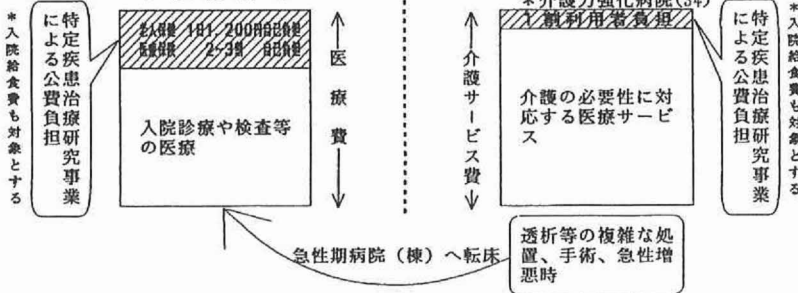 *介護力強化病院(34)
特定疾患治療研究事業
による公費負担
*入院給食費も対象とする
老人保健 1日1,200円自己負担
医療保険 2~3割 自己負担
入院診療や検査等
の医療
医療費
介護サービス費
1割利用者負担
介護の必要性に対
応する医療サービ
ス
特定疾患治療研究事業
による公費負担
*入院給食費も対象とする
急性期病院(棟)へ転床
透析等の複雑な処
置、手術、急性増
悪時